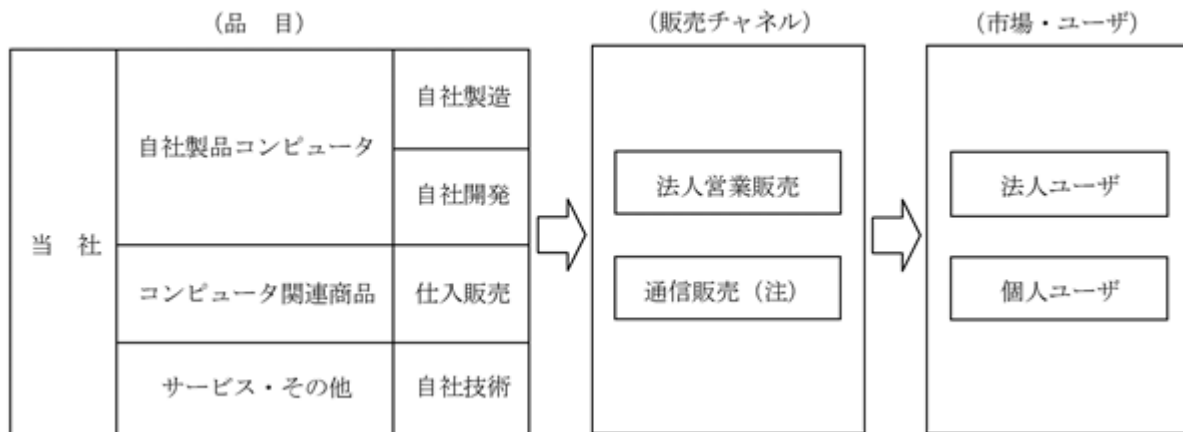 (品　目)
(販売チャネル)
(市場・ユーザ)
当　社
自社製品コンピュータ
自社製造
自社開発
コンピュータ関連商品
仕入販売
サービス・その他
自社技術
法人営業販売
通信販売（注）
法人ユーザ
個人ユーザ